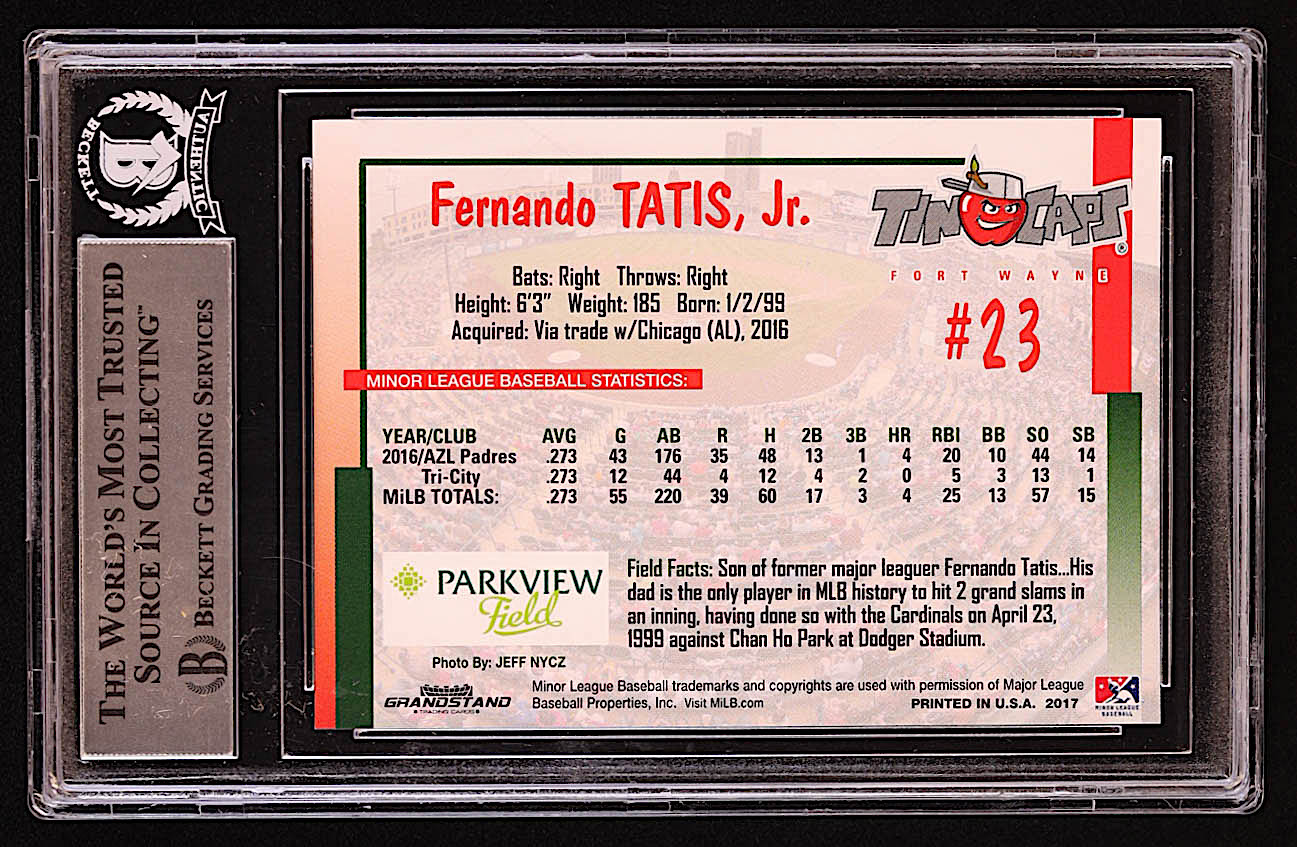 BECKETT
B
AUTHENTIC
THE WORLD'S MOST TRUSTED
SOURCE IN COLLECTING™
B BECKETT GRADING SERVICES
Fernando TATIS, Jr.
TINCAPS®
FORT WAYNE
#23
Bats: Right Throws: Right
Height: 6'3" Weight: 185 Born: 1/2/99
Acquired: Via trade w/Chicago (AL), 2016
MINOR LEAGUE BASEBALL STATISTICS:
YEAR/CLUB AVG G AB R H 2B 3B HR RBI BB SO SB
2016/AZL Padres .273 43 176 35 48 13 1 4 20 10 44 14
Tri-City .273 12 44 4 12 4 2 0 5 3 13 1
MiLB TOTALS: .273 55 220 39 60 17 3 4 25 13 57 15
PARKVIEW
Field
Field Facts: Son of former major leaguer Fernando Tatis...His
dad is the only player in MLB history to hit 2 grand slams in
an inning, having done so with the Cardinals on April 23,
1999 against Chan Ho Park at Dodger Stadium.
Photo By: JEFF NYCZ
GRANDSTAND
TRADING CARDS
Minor League Baseball trademarks and copyrights are used with permission of Major League
Baseball Properties, Inc. Visit MiLB.com
PRINTED IN U.S.A. 2017
MINOR LEAGUE
BASEBALL